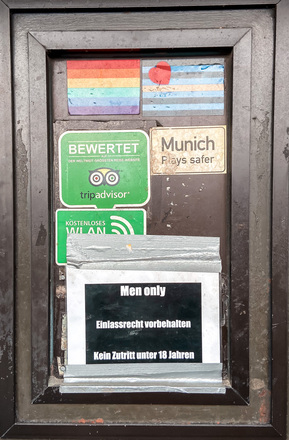 BEWERTET
tripadvisor
Munich
Plays safer
KOSTENLOSES
WLAN
Men only
Einlassrecht vorbehalten
Kein Zutritt unter 18 Jahren